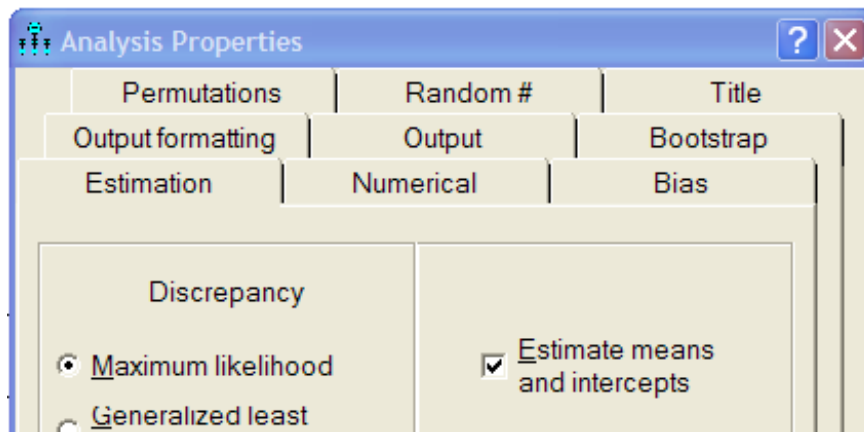 Analysis Properties
Permutations Random # Title
Output formatting Output Bootstrap
Estimation Numerical Bias
Discrepancy
Maximum likelihood
Estimate means
and intercepts
Generalized least